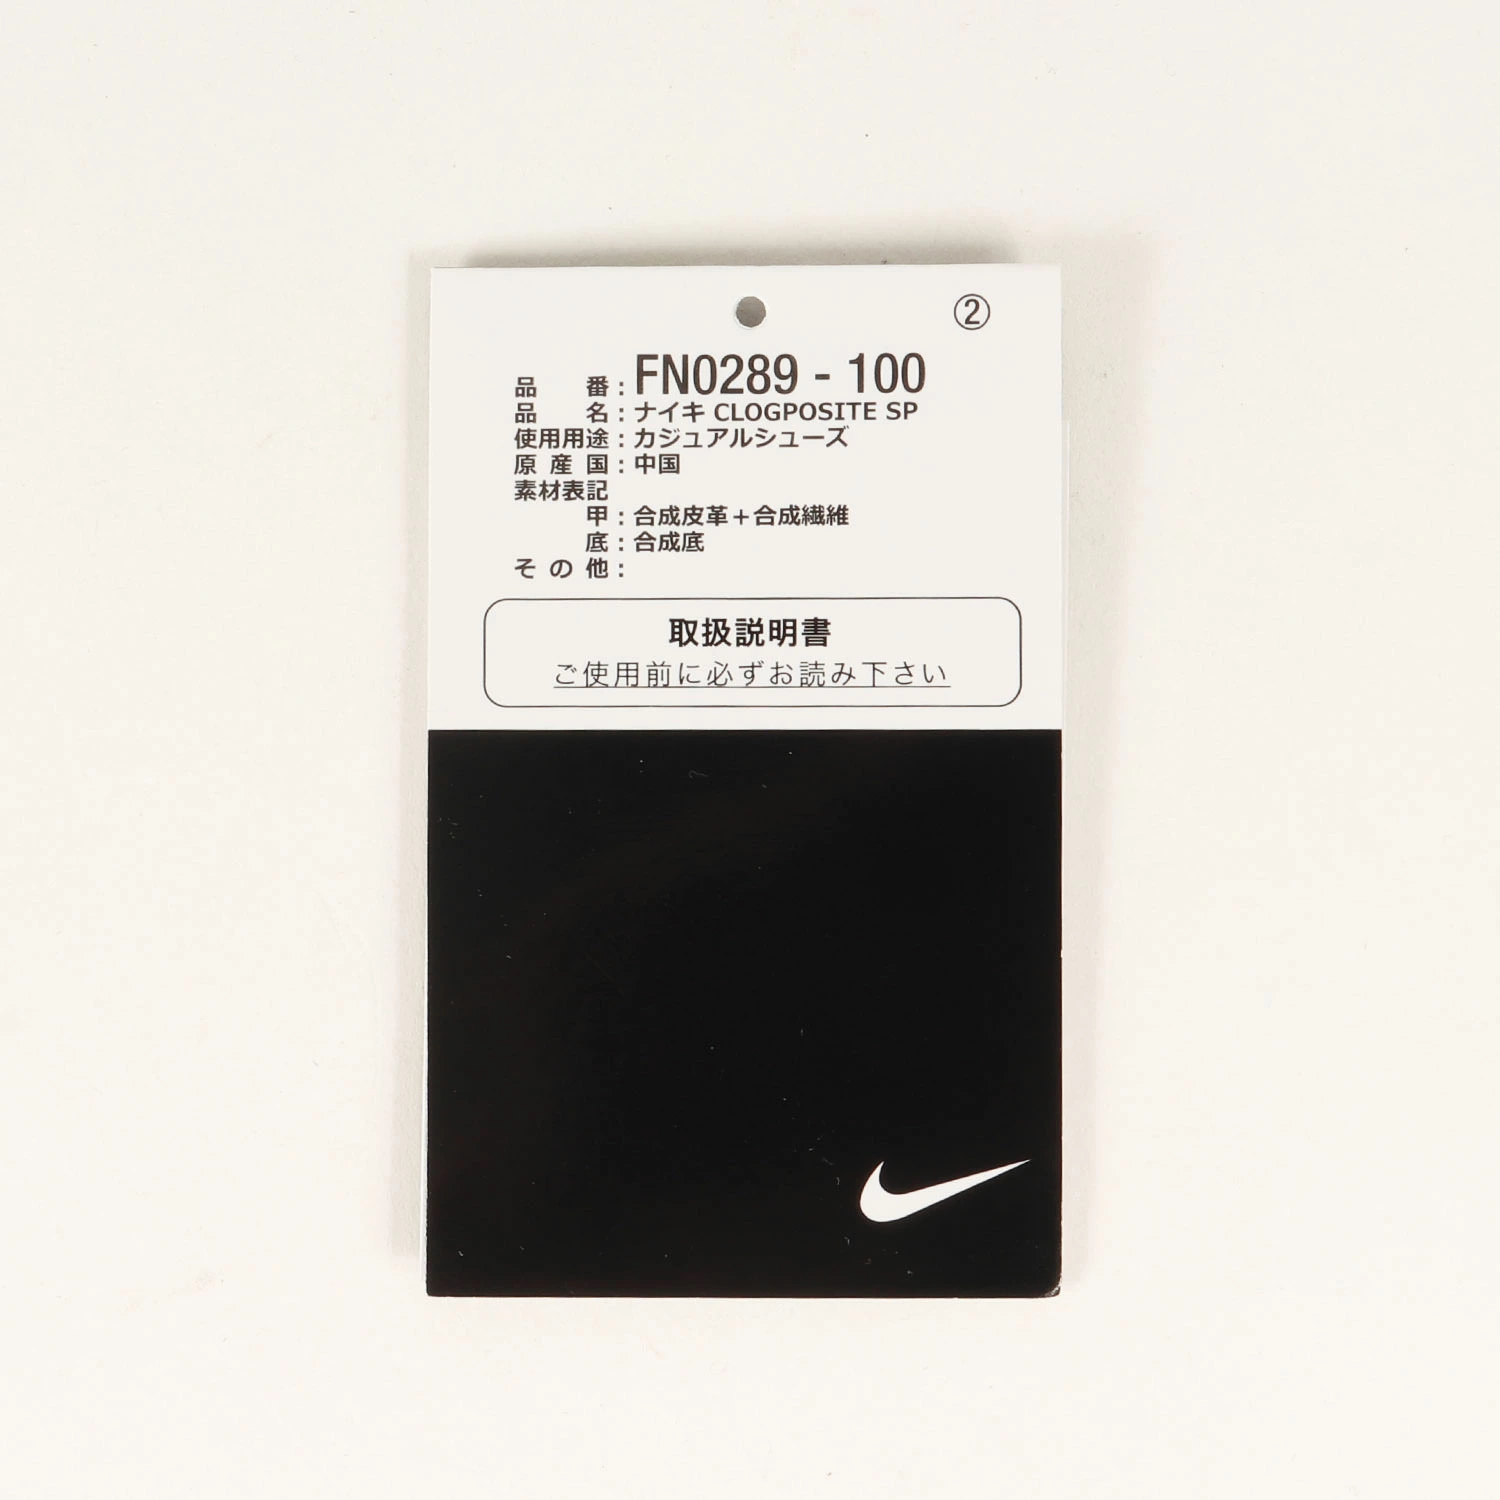 ②
品番：FN0289 - 100
品名：ナイキ CLOGPOSITE SP
使用用途：カジュアルシューズ
原産国：中国
素材表記
甲：合成皮革＋合成繊維
底：合成底
その他：
取扱説明書
ご使用前に必ずお読み下さい